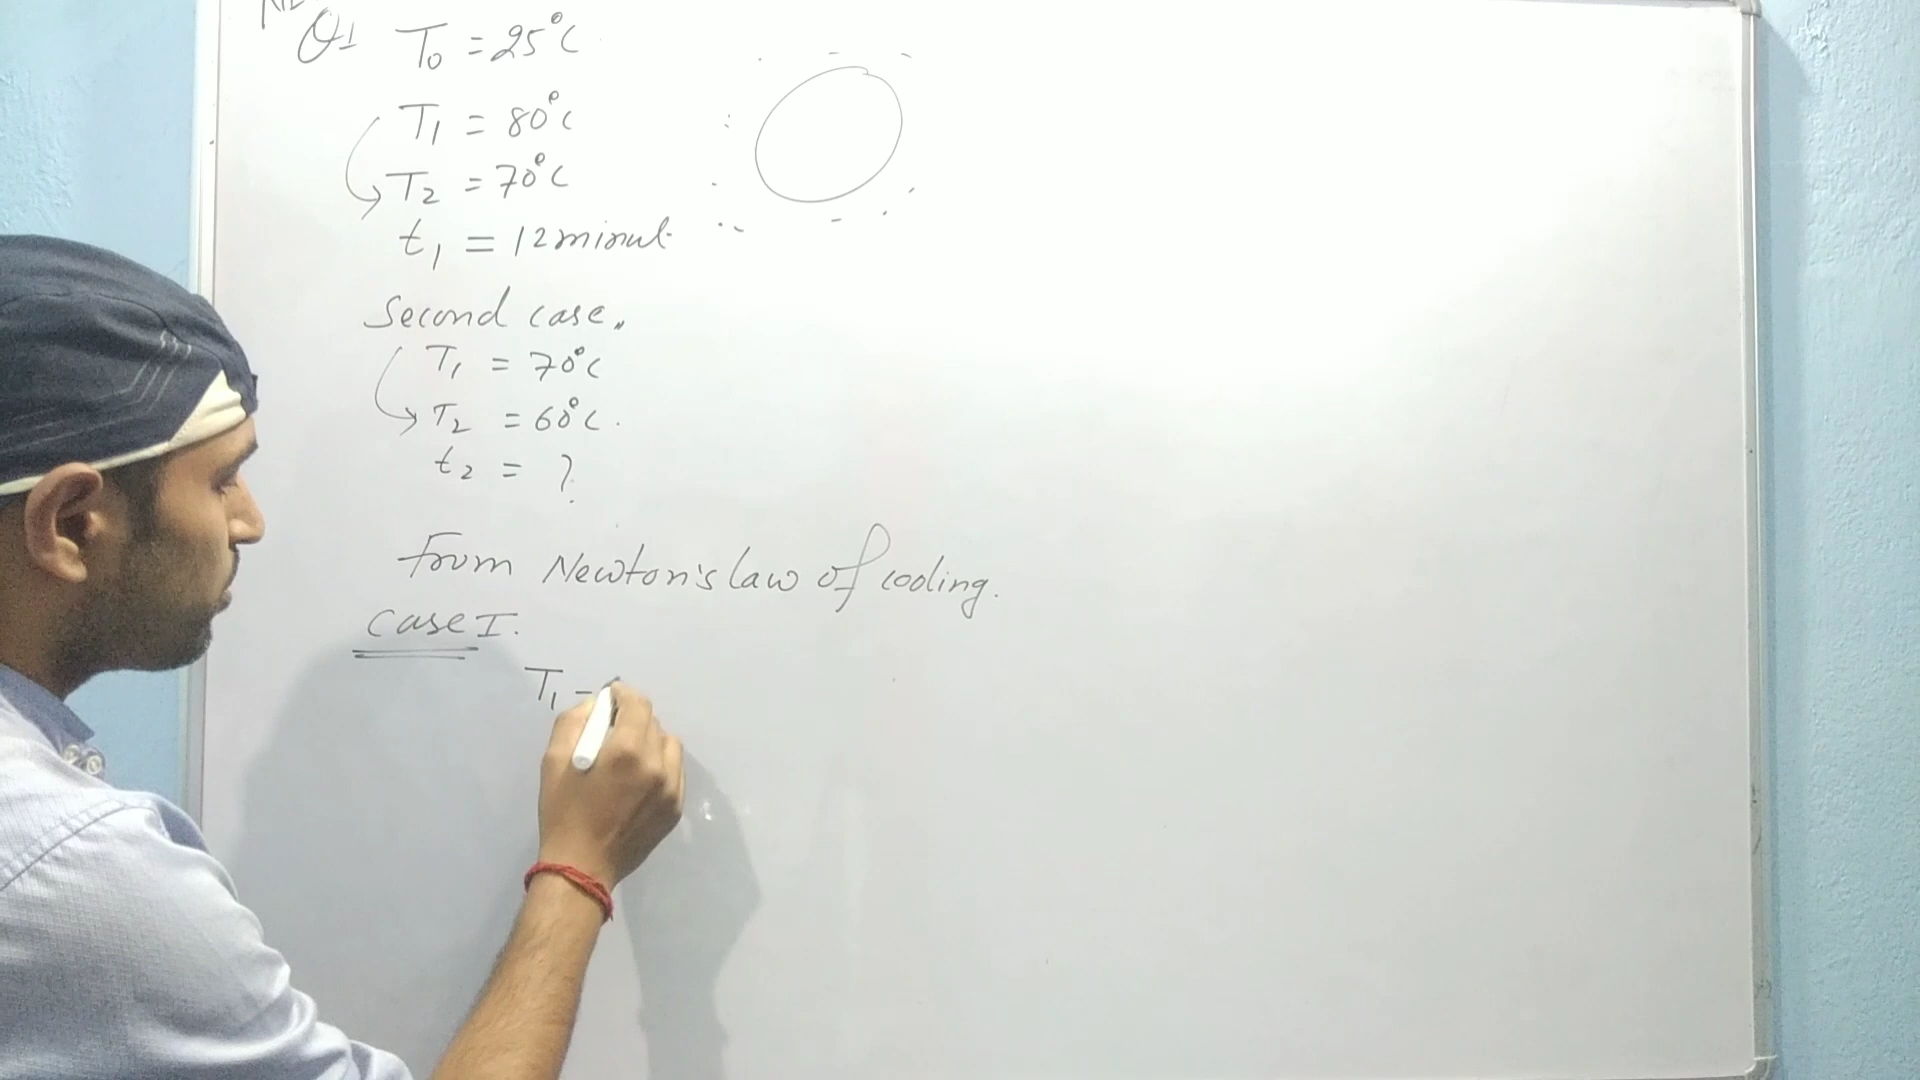 Q1 T₀ = 25°C
T₁ = 80°C
T₂ = 70°C
t₁ = 12 minut.
Second case.
T₁ = 70°C
T₂ = 60°C.
t₂ = ?
From Newton's law of cooling.
Case I.
T₁ -